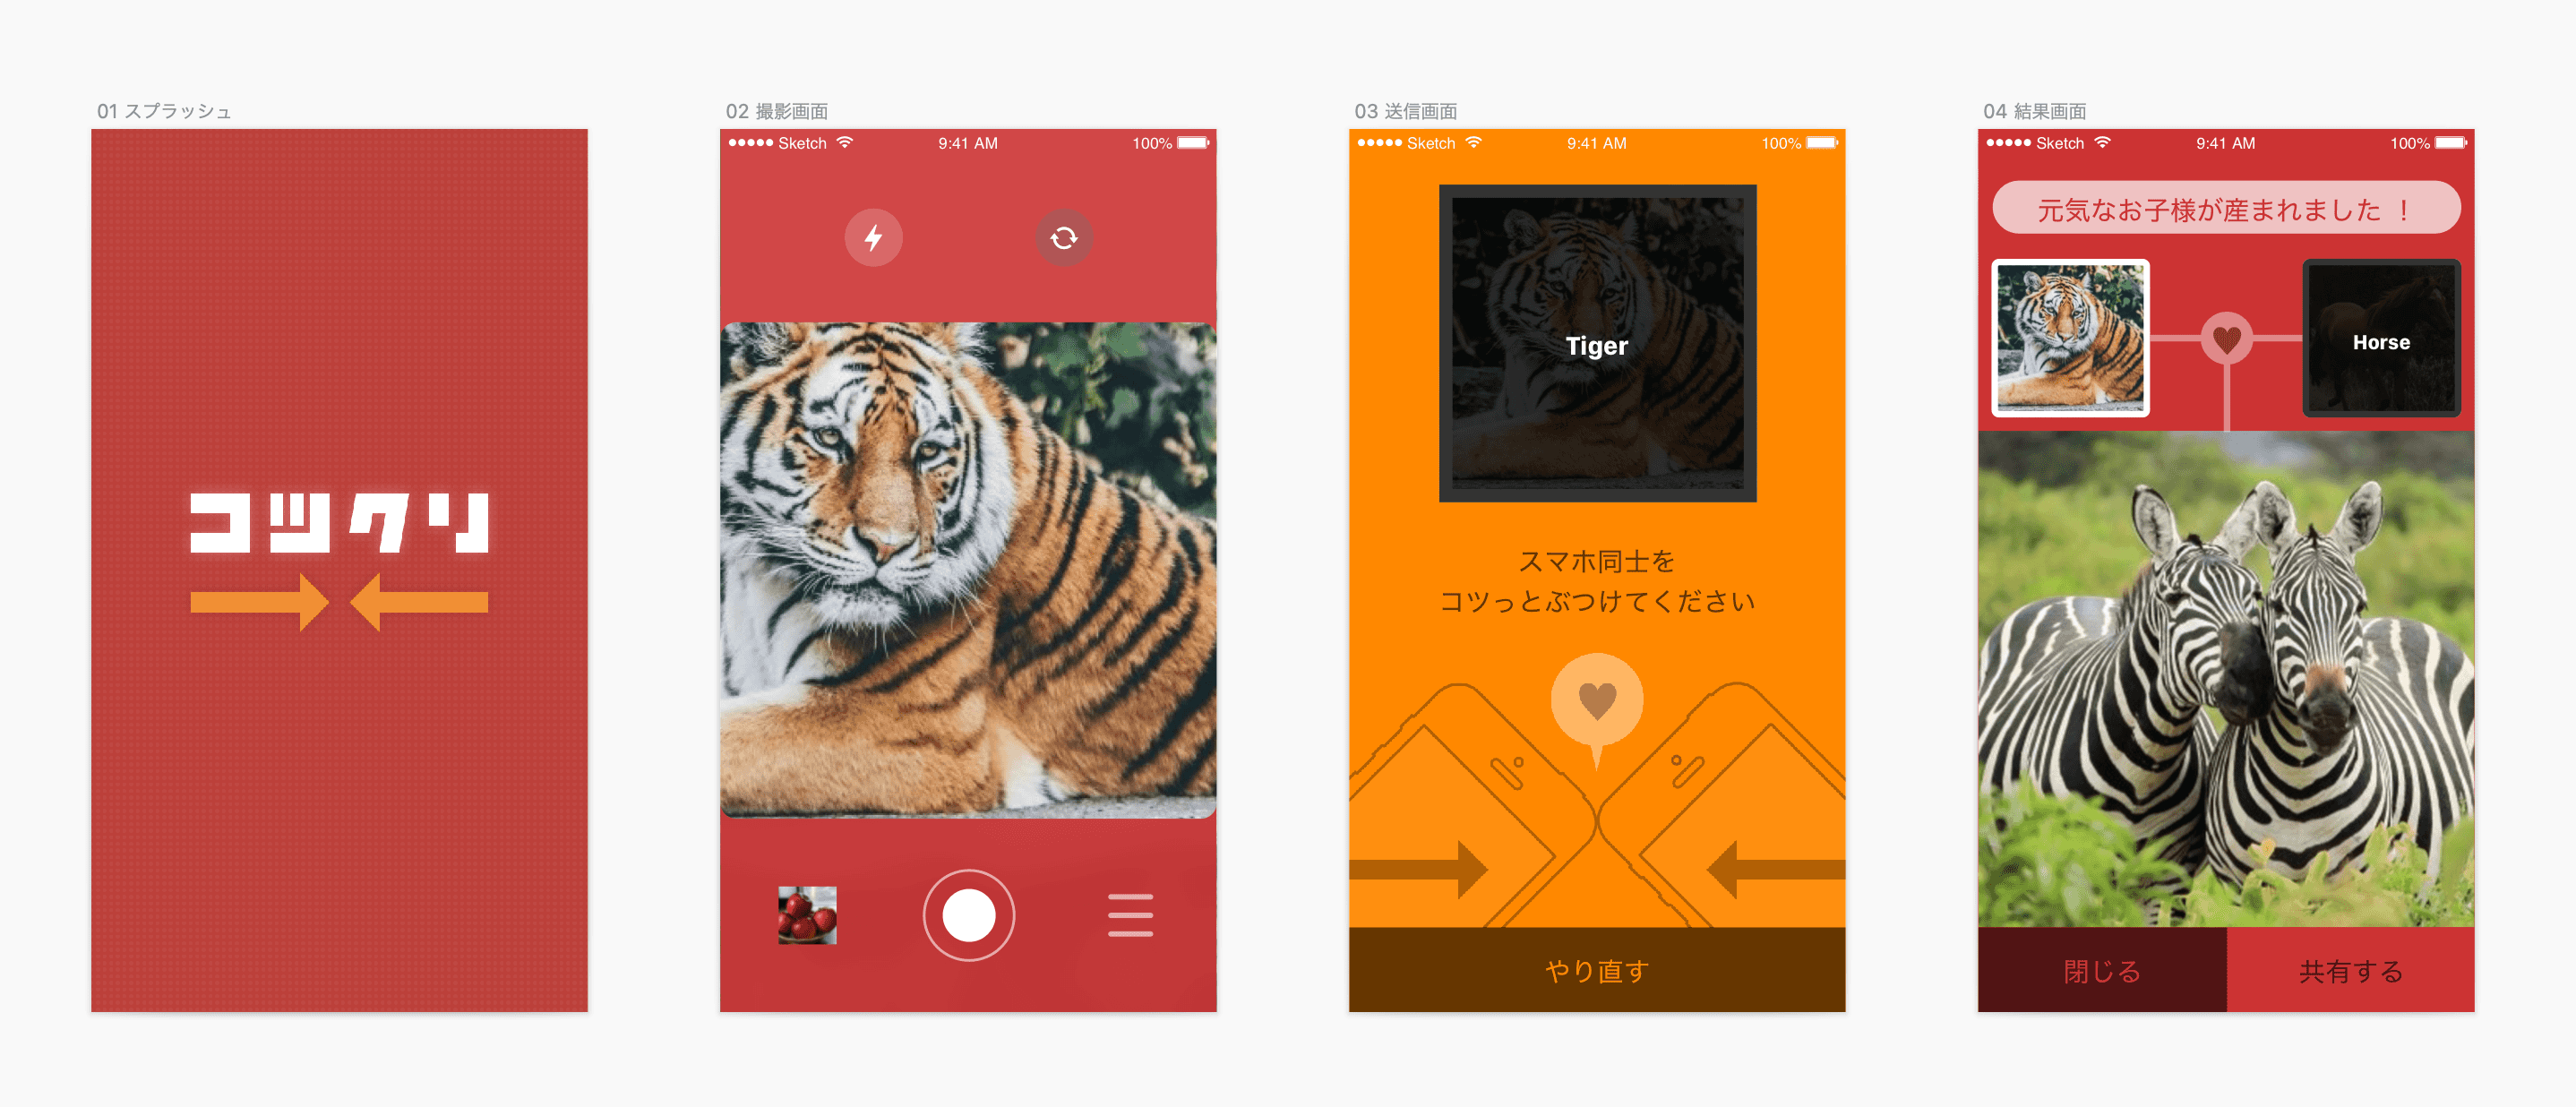 01 スプラッシュ
コツクリ
02 撮影画面
Sketch 9:41 AM 100%
03 送信画面
Sketch 9:41 AM 100%
Tiger
スマホ同士を
コツっとぶつけてください
やり直す
04 結果画面
Sketch 9:41 AM 100%
元気なお子様が産まれました ！
Horse
閉じる 共有する